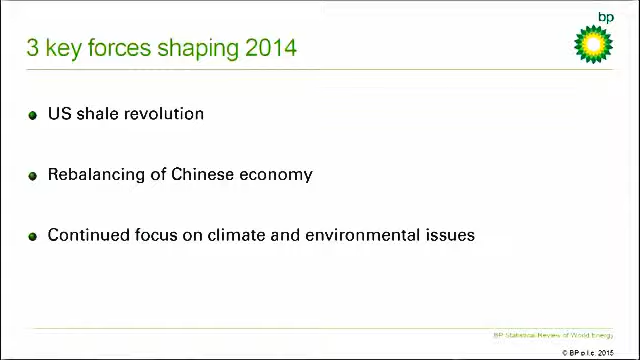 bp
3 key forces shaping 2014
US shale revolution
Rebalancing of Chinese economy
Continued focus on climate and environmental issues
BP Statistical Review of World Energy
© BP p.l.c. 2015